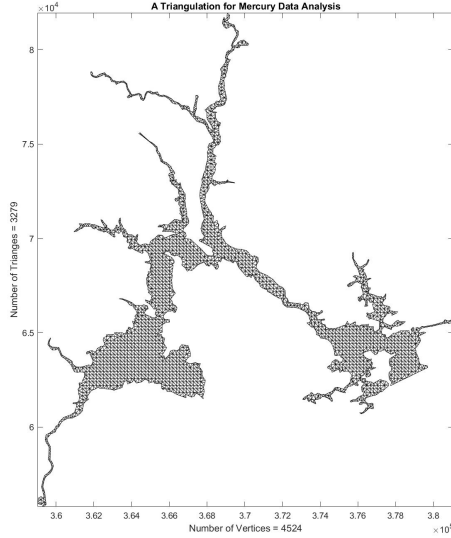 A Triangulation for Mercury Data Analysis
×10⁴
8
7.5
7
6.5
6
Number of Trianges = 3279
3.6 3.62 3.64 3.66 3.68 3.7 3.72 3.74 3.76 3.78 3.8
×10
Number of Vertices = 4524